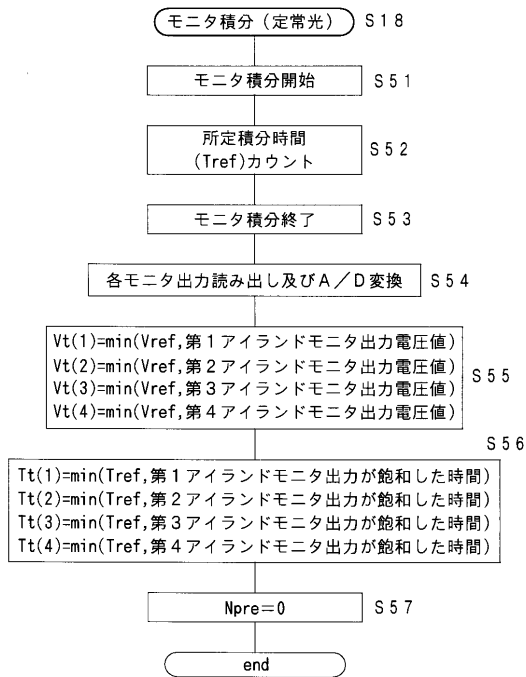 モニタ積分（定常光） S18
モニタ積分開始 S51
所定積分時間
(Tref)カウント S52
モニタ積分終了 S53
各モニタ出力読み出し及びA／D変換 S54
Vt(1)=min(Vref,第1アイランドモニタ出力電圧値)
Vt(2)=min(Vref,第2アイランドモニタ出力電圧値)
Vt(3)=min(Vref,第3アイランドモニタ出力電圧値)
Vt(4)=min(Vref,第4アイランドモニタ出力電圧値)
S55
S56
Tt(1)=min(Tref,第1アイランドモニタ出力が飽和した時間)
Tt(2)=min(Tref,第2アイランドモニタ出力が飽和した時間)
Tt(3)=min(Tref,第3アイランドモニタ出力が飽和した時間)
Tt(4)=min(Tref,第4アイランドモニタ出力が飽和した時間)
Npre=0 S57
end